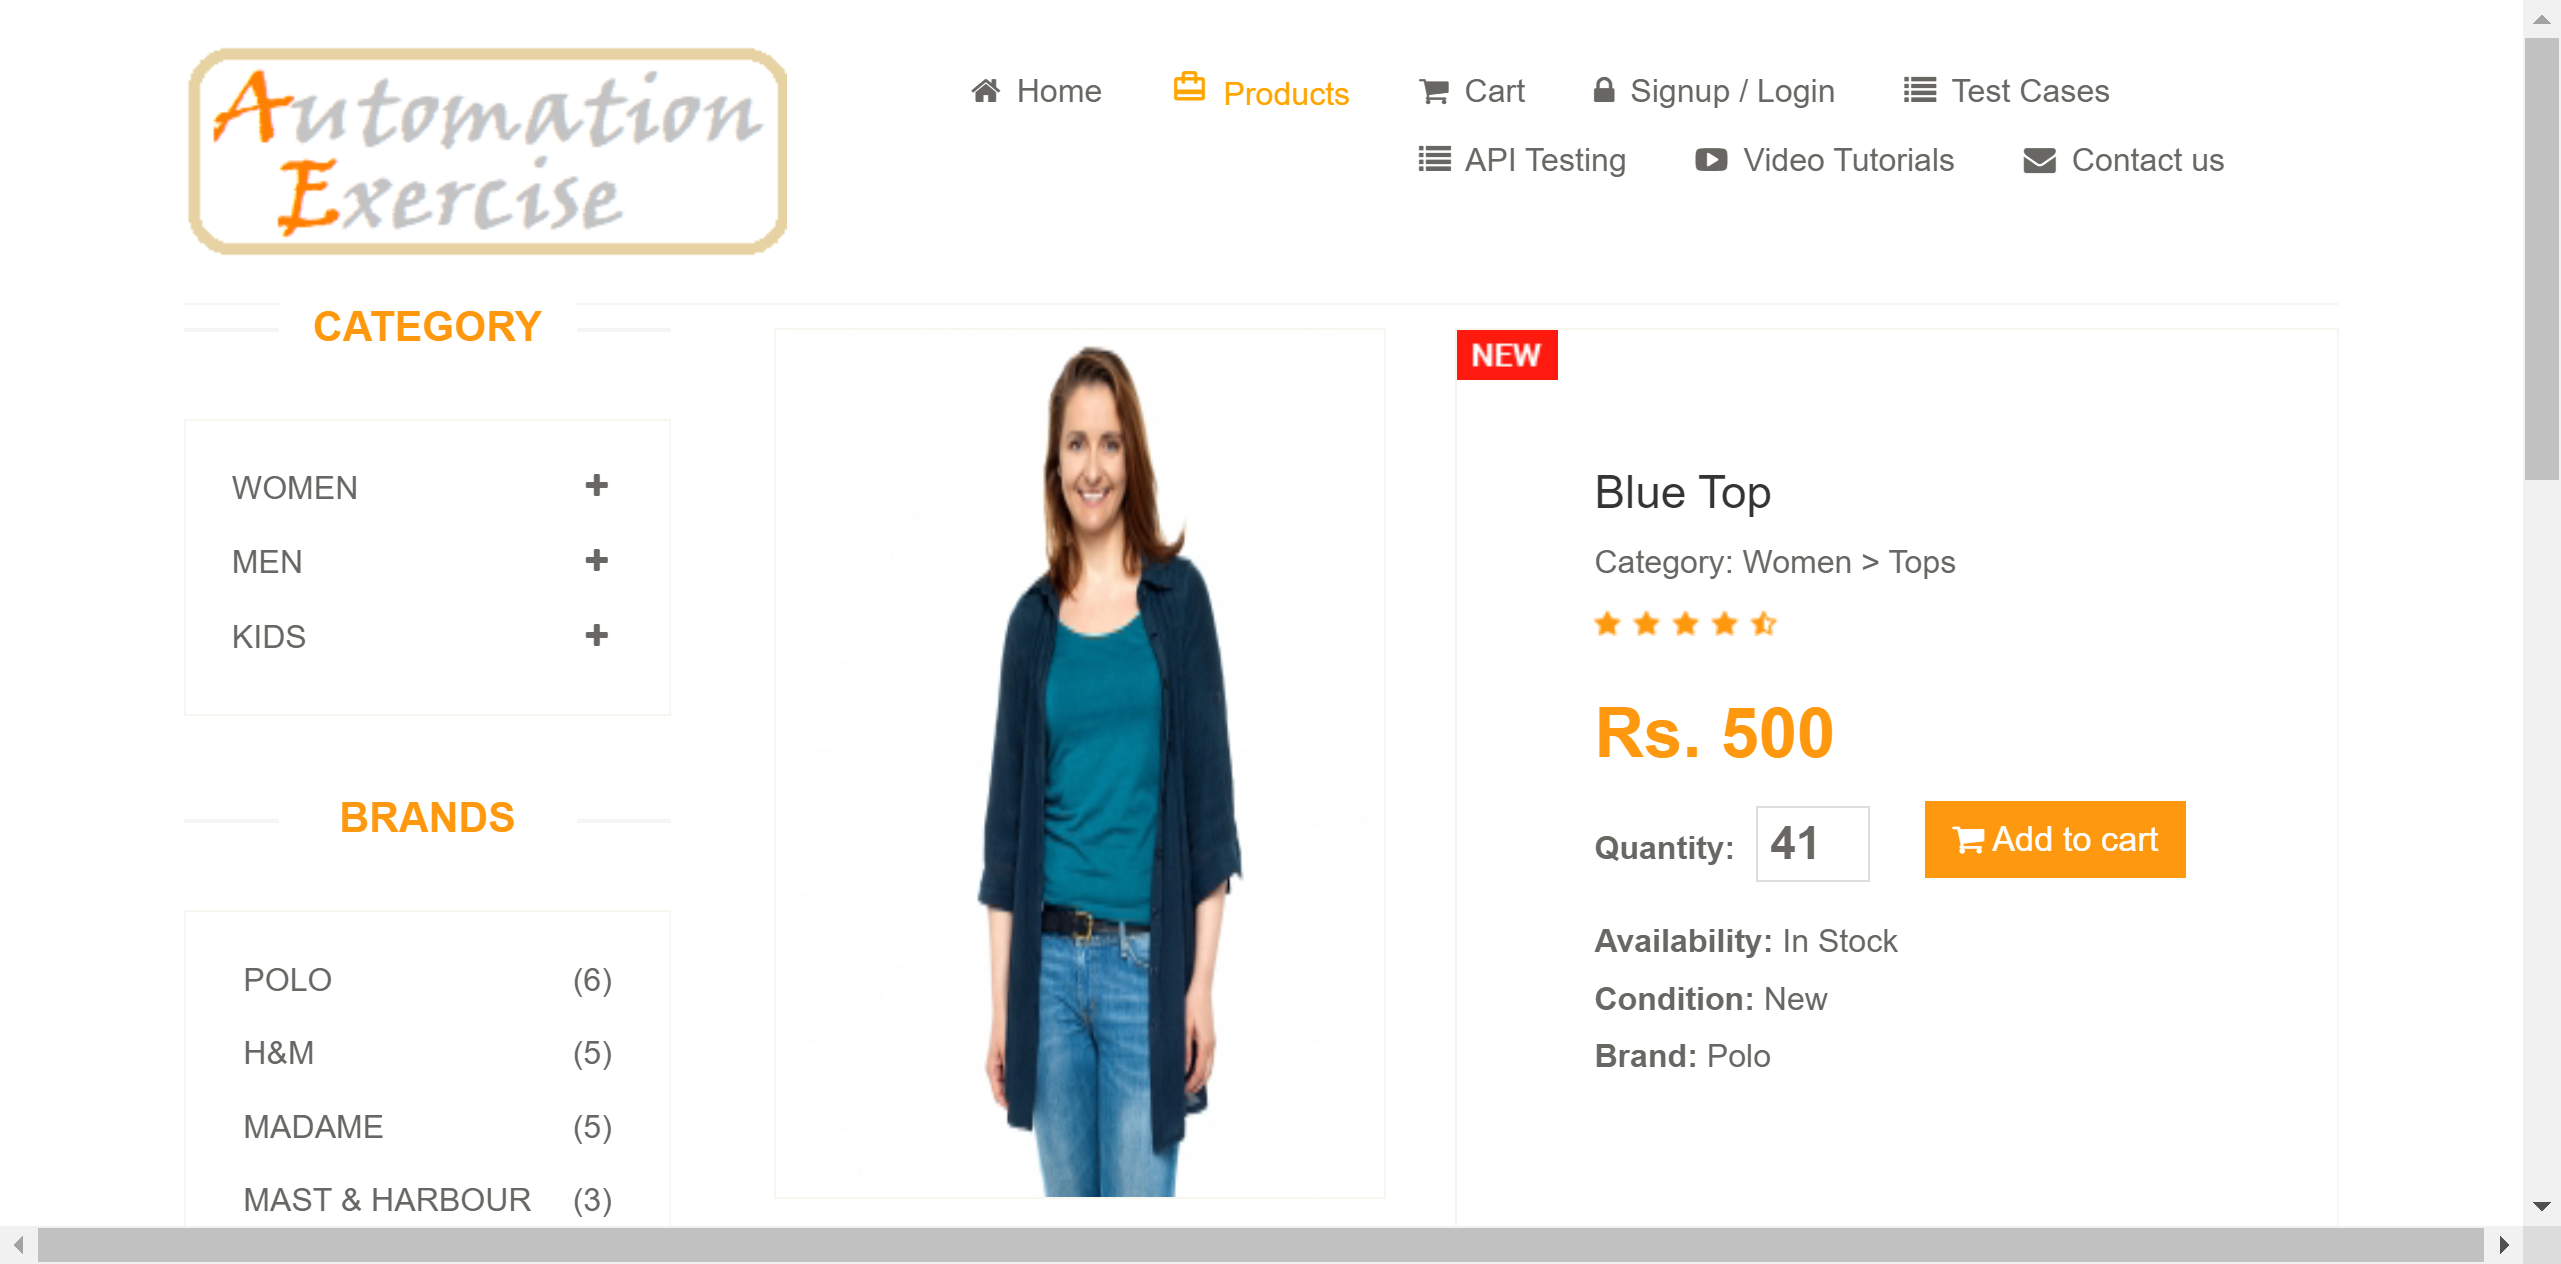 Automation
Exercise
Home
Products
Cart
Signup / Login
Test Cases
API Testing
Video Tutorials
Contact us
CATEGORY
WOMEN
MEN
KIDS
BRANDS
POLO (6)
H&M (5)
MADAME (5)
MAST & HARBOUR (3)
NEW
Blue Top
Category: Women > Tops
Rs. 500
Quantity: 41 Add to cart
Availability: In Stock
Condition: New
Brand: Polo